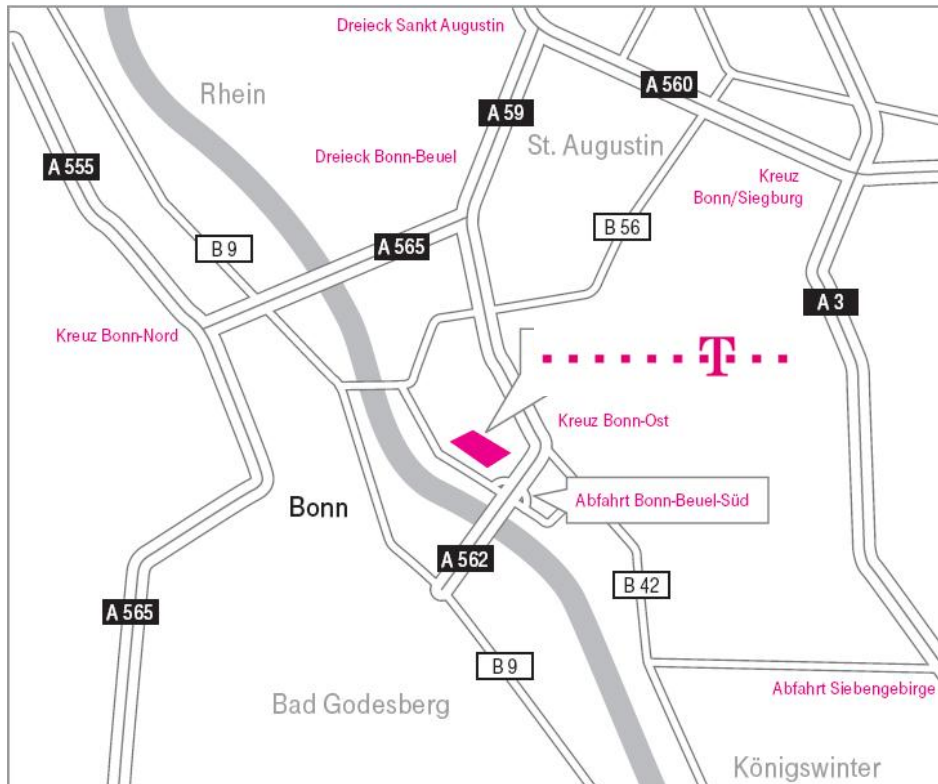 Dreieck Sankt Augustin
Rhein
A 560
A 59
St. Augustin
Dreieck Bonn-Beuel
A 555
Kreuz
Bonn/Siegburg
B 56
B 9
A 565
A 3
Kreuz Bonn-Nord
T
Kreuz Bonn-Ost
Abfahrt Bonn-Beuel-Süd
Bonn
A 562
B 42
A 565
B 9
Abfahrt Siebengebirge
Bad Godesberg
Königswinter